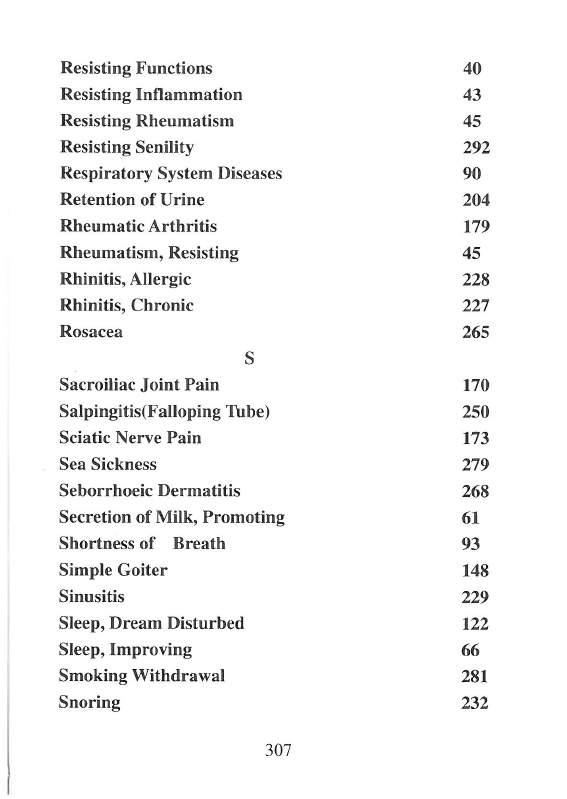 Resisting Functions 40
Resisting Inflammation 43
Resisting Rheumatism 45
Resisting Senility 292
Respiratory System Diseases 90
Retention of Urine 204
Rheumatic Arthritis 179
Rheumatism, Resisting 45
Rhinitis, Allergic 228
Rhinitis, Chronic 227
Rosacea 265
S
Sacroiliac Joint Pain 170
Salpingitis(Falloping Tube) 250
Sciatic Nerve Pain 173
Sea Sickness 279
Seborrhoeic Dermatitis 268
Secretion of Milk, Promoting 61
Shortness of Breath 93
Simple Goiter 148
Sinusitis 229
Sleep, Dream Disturbed 122
Sleep, Improving 66
Smoking Withdrawal 281
Snoring 232
307